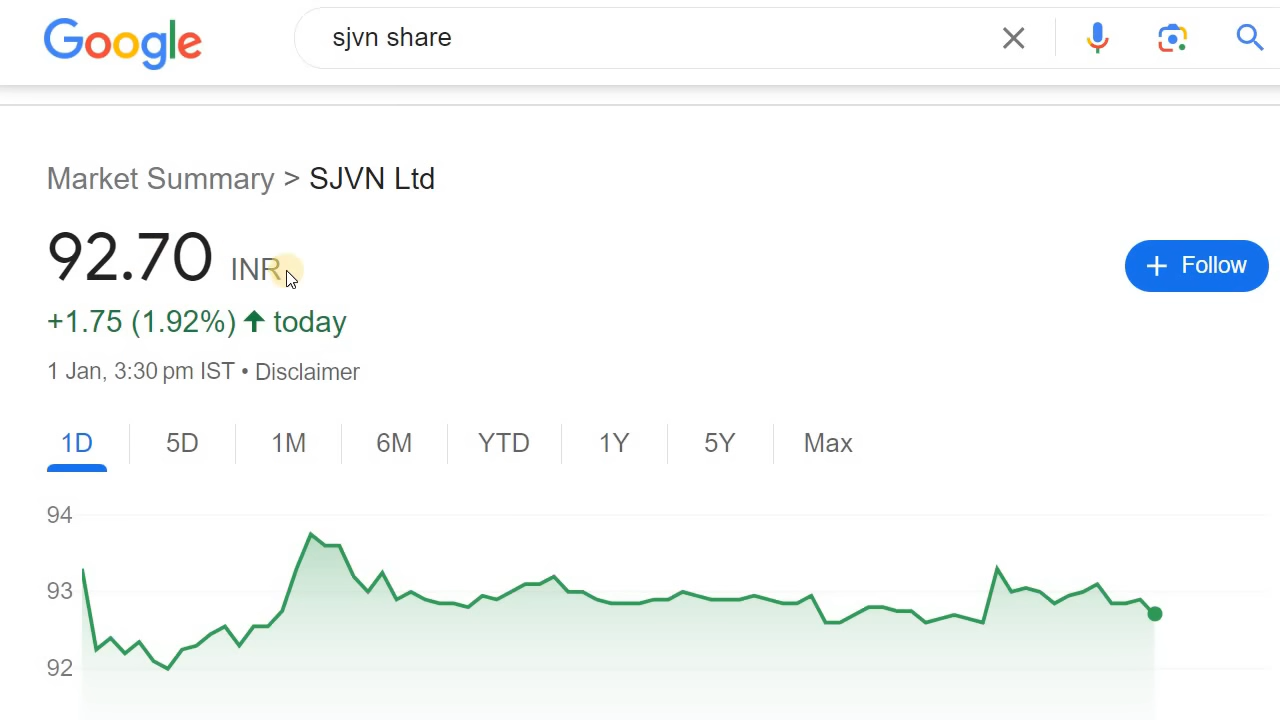 Google
sjvn share
Market Summary > SJVN Ltd
92.70 INR
+ Follow
+1.75 (1.92%) ↑ today
1 Jan, 3:30 pm IST • Disclaimer
1D 5D 1M 6M YTD 1Y 5Y Max
94
93
92